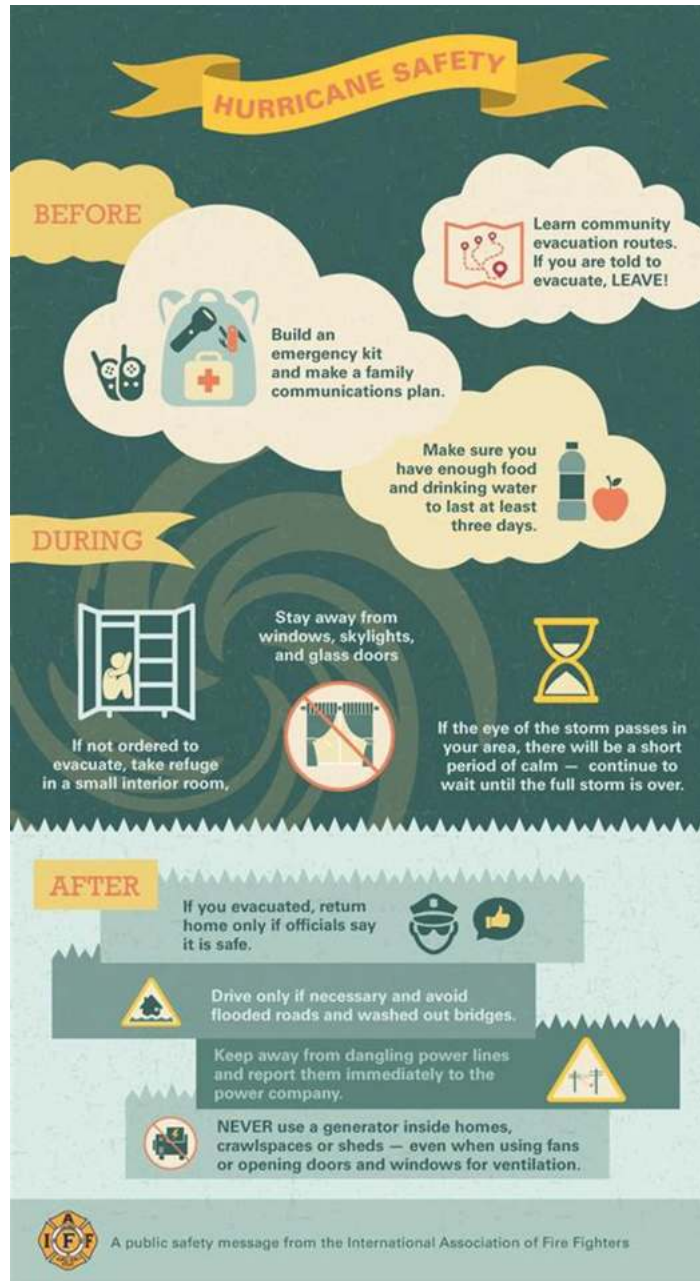 HURRICANE SAFETY
BEFORE
Learn community
evacuation routes.
If you are told to
evacuate, LEAVE!
Build an
emergency kit
and make a family
communications plan.
Make sure you
have enough food
and drinking water
to last at least
three days.
DURING
If not ordered to
evacuate, take refuge
in a small interior room,
Stay away from
windows, skylights,
and glass doors
If the eye of the storm passes in
your area, there will be a short
period of calm — continue to
wait until the full storm is over.
AFTER
If you evacuated, return
home only if officials say
it is safe.
Drive only if necessary and avoid
flooded roads and washed out bridges.
Keep away from dangling power lines
and report them immediately to the
power company.
NEVER use a generator inside homes,
crawlspaces or sheds — even when using fans
or opening doors and windows for ventilation.
A
I F F
A public safety message from the International Association of Fire Fighters